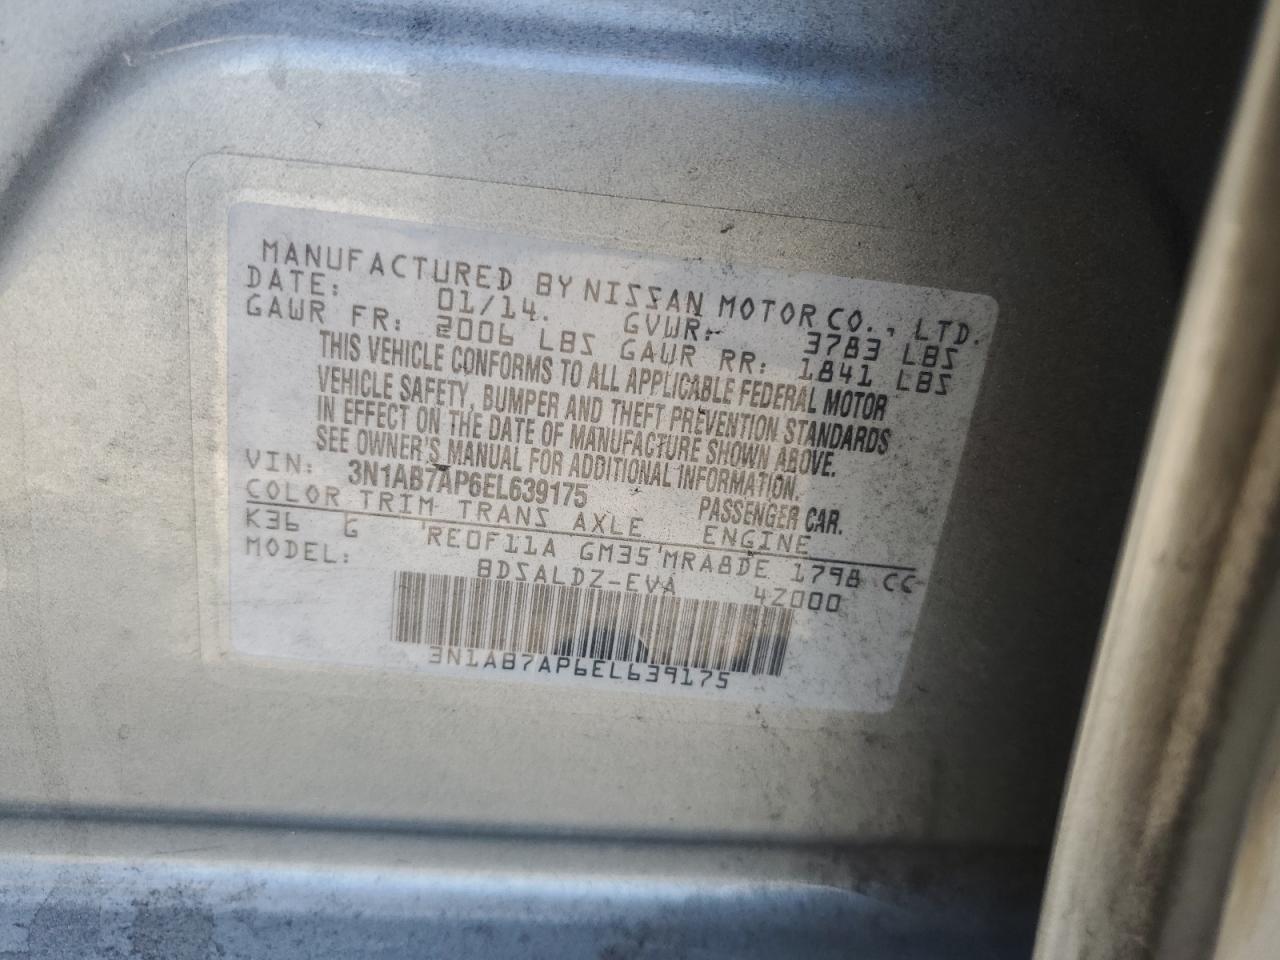 MANUFACTURED BY NISSAN MOTOR CO., LTD.
DATE: 01/14. GVWR: 3783 LBS
GAWR FR: 2006 LBS GAWR RR: 1841 LBS
THIS VEHICLE CONFORMS TO ALL APPLICABLE FEDERAL MOTOR
VEHICLE SAFETY, BUMPER AND THEFT PREVENTION STANDARDS
IN EFFECT ON THE DATE OF MANUFACTURE SHOWN ABOVE.
SEE OWNER'S MANUAL FOR ADDITIONAL INFORMATION.
VIN: 3N1AB7AP6EL639175 PASSENGER CAR.
COLOR TRIM TRANS AXLE ENGINE
K36 G RE0F11A GM35 MRA8DE 1798 CC
MODEL: BDSALDZ-EVA 4Z000
3N1AB7AP6EL639175